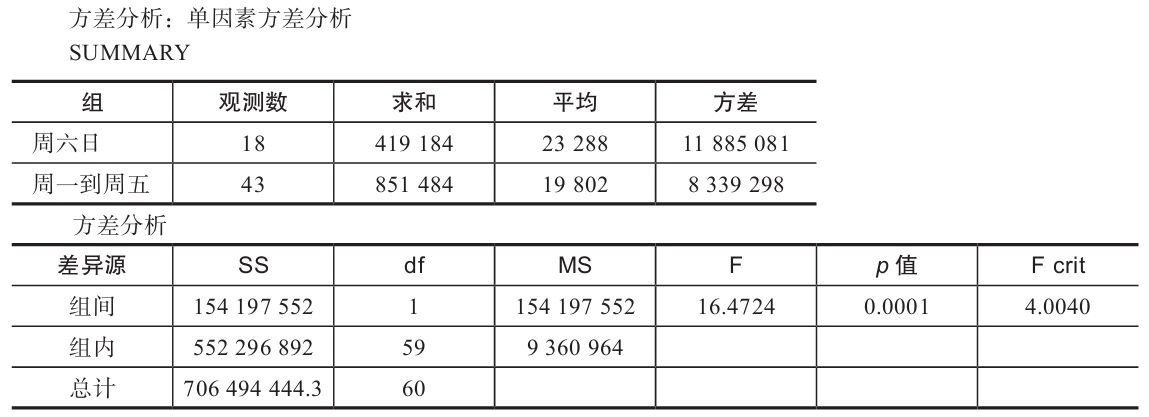 方差分析：单因素方差分析
SUMMARY
组 观测数 求和 平均 方差
周六日 18 419 184 23 288 11 885 081
周一到周五 43 851 484 19 802 8 339 298
方差分析
差异源 SS df MS F p 值 F crit
组间 154 197 552 1 154 197 552 16.4724 0.0001 4.0040
组内 552 296 892 59 9 360 964
总计 706 494 444.3 60